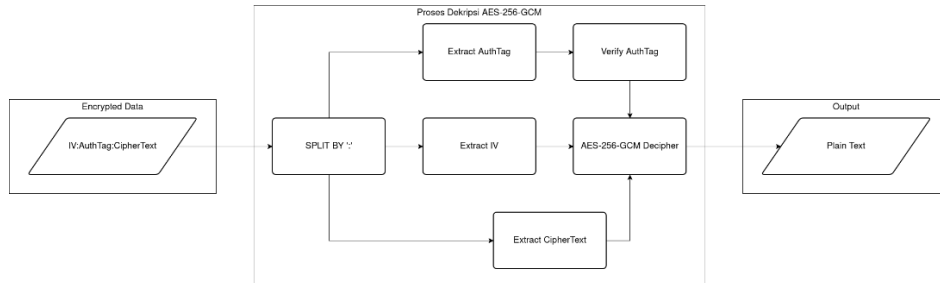 Proses Dekripsi AES-256-GCM
Extract AuthTag
Verify AuthTag
Encrypted Data
Output
IV:AuthTag:CipherText
SPLIT BY ':'
Extract IV
AES-256-GCM Decipher
Plain Text
Extract CipherText